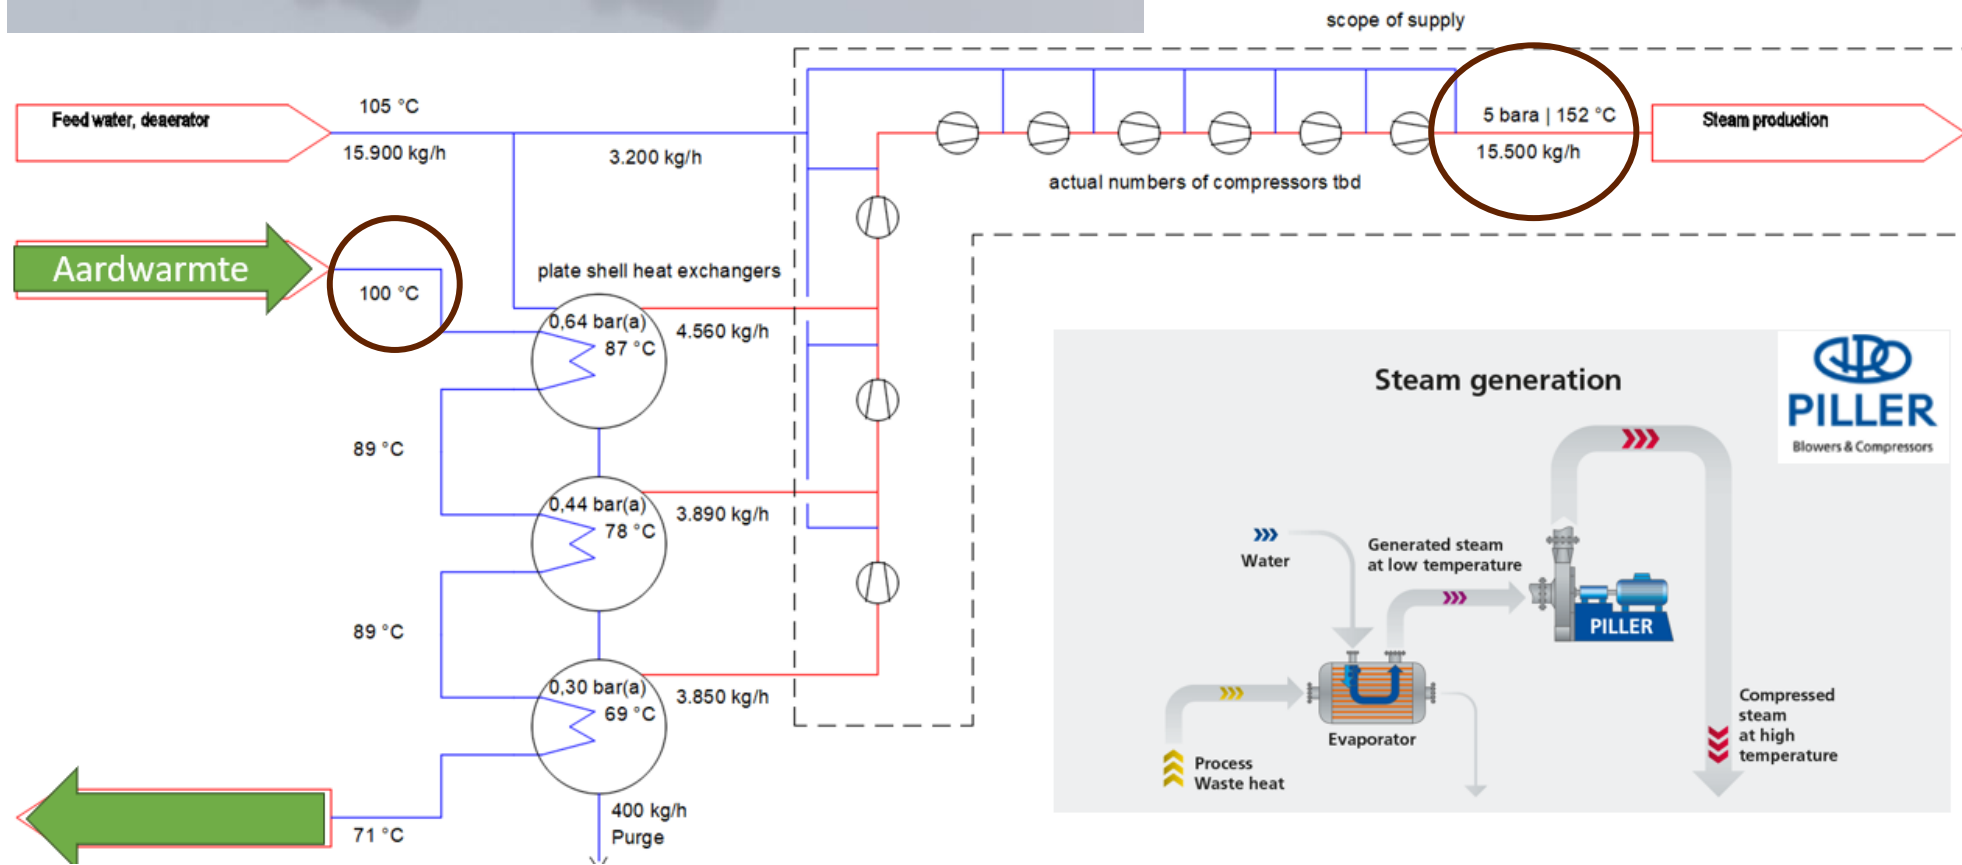 scope of supply
Feed water, deaerator
105 °C
15.900 kg/h
3.200 kg/h
5 bara | 152 °C
15.500 kg/h
Steam production
actual numbers of compressors tbd
Aardwarmte
100 °C
plate shell heat exchangers
0,64 bar(a)
87 °C
4.560 kg/h
89 °C
0,44 bar(a)
78 °C
3.890 kg/h
89 °C
0,30 bar(a)
69 °C
3.850 kg/h
71 °C
400 kg/h
Purge
Steam generation
PILLER
Blowers & Compressors
Water
Generated steam
at low temperature
PILLER
Evaporator
Process
Waste heat
Compressed
steam
at high
temperature